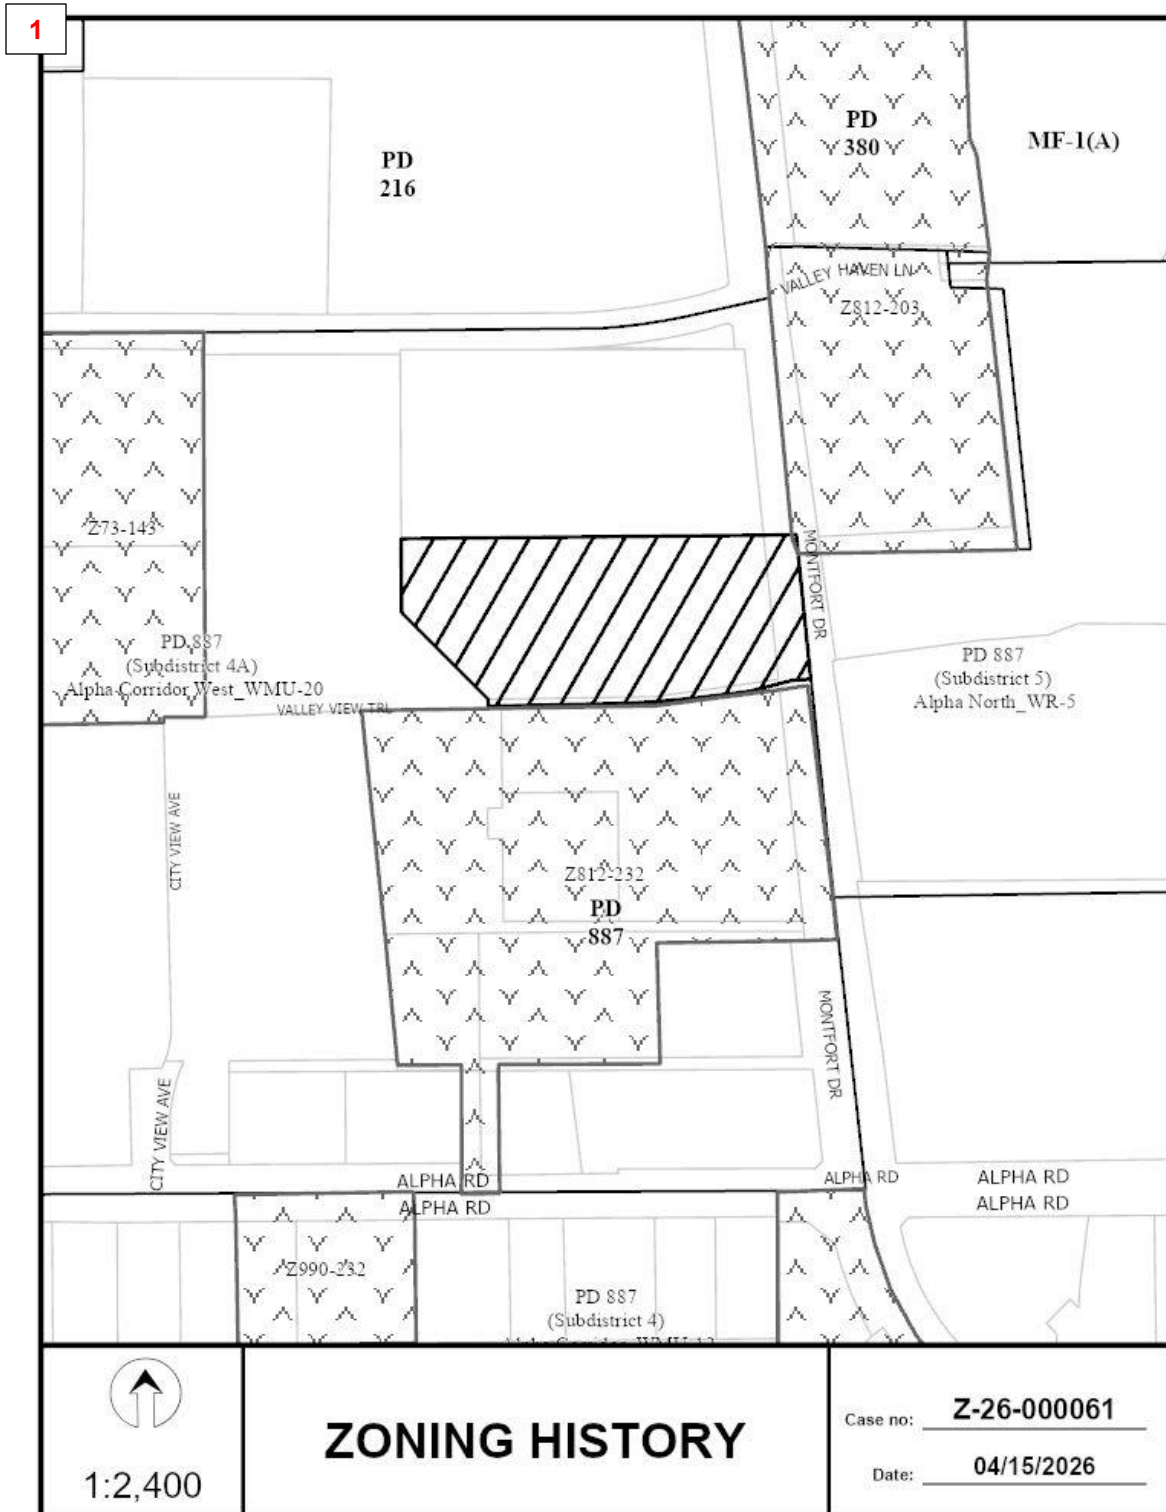 1
PD
216
PD
380
MF-1(A)
VALLEY HAVEN LN
Z812-203
Z73-143
MONTFORT DR
PD 887
(Subdistrict 4A)
Alpha Corridor West_WMU-20
VALLEY VIEW TRL
PD 887
(Subdistrict 5)
Alpha North_WR-5
CITY VIEW AVE
Z812-232
PD
887
MONTFORT DR
CITY VIEW AVE
ALPHA RD
ALPHA RD
ALPHA RD
ALPHA RD
ALPHA RD
Z990-232
PD 887
(Subdistrict 4)
1:2,400
ZONING HISTORY
Case no: Z-26-000061
Date: 04/15/2026